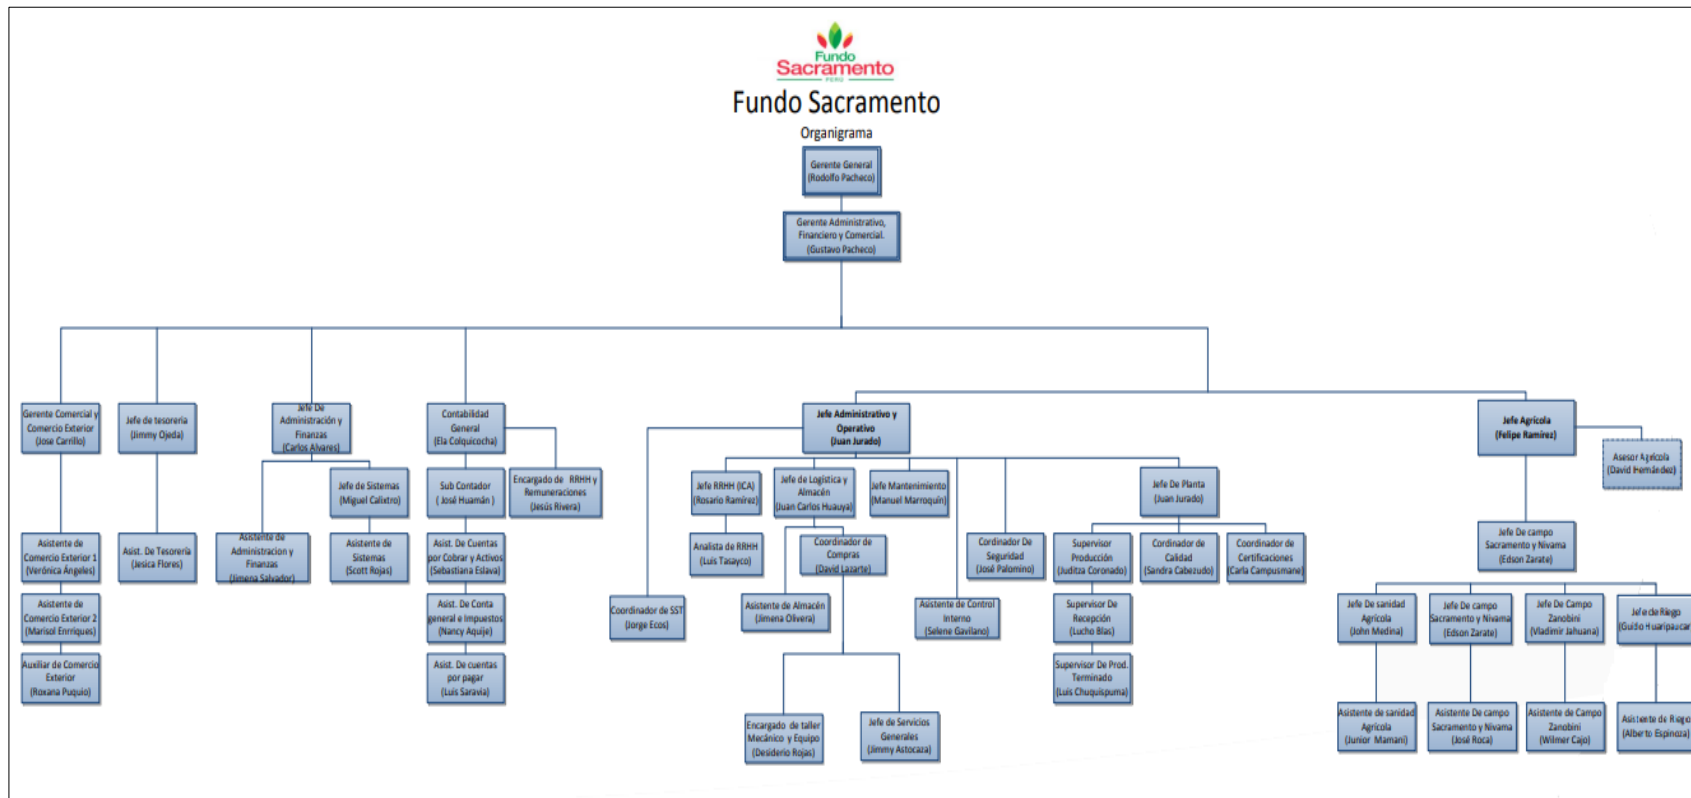 Fundo
Sacramento
PERÚ
Fundo Sacramento
Organigrama
Gerente General
(Rodolfo Pacheco)
Gerente Administrativo,
Financiero y Comercial.
(Gustavo Pacheco)
Gerente Comercial y
Comercio Exterior
(Jose Carrillo)
Jefe de tesoreria
(Jimmy Ojeda)
Jefe De
Administración y
Finanzas
(Carlos Alvares)
Contabilidad
General
(Ela Colquicocha)
Jefe Administrativo y
Operativo
(Juan Jurado)
Jefe Agrícola
(Felipe Ramírez)
Asesor Agrícola
(David Hernández)
Jefe de Sistemas
(Miguel Calixtro)
Sub Contador
( José Huamán )
Encargado de RRHH y
Remuneraciones
(Jesús Rivera)
Jefe RRHH (ICA)
(Rosario Ramírez)
Jefe de Logística y
Almacén
(Juan Carlos Huauya)
Jefe Mantenimiento
(Manuel Marroquín)
Jefe De Planta
(Juan Jurado)
Asistente de
Comercio Exterior 1
(Verónica Ángeles)
Asist. De Tesorería
(Jesica Flores)
Asistente de
Administracion y
Finanzas
(Jimena Salvador)
Asistente de
Sistemas
(Scott Rojas)
Asist. De Cuentas
por Cobrar y Activos
(Sebastiana Eslava)
Analista de RRHH
(Luis Tasayco)
Coordinador de
Compras
(David Lazarte)
Cordinador De
Seguridad
(José Palomino)
Supervisor
Producción
(Juditza Coronado)
Cordinador de
Calidad
(Sandra Cabezudo)
Coordinador de
Certificaciones
(Carla Campusmane)
Jefe De campo
Sacramento y Nivama
(Edson Zarate)
Asistente de
Comercio Exterior 2
(Marisol Enrriques)
Asist. De Conta
general e Impuestos
(Nancy Aquije)
Coordinador de SST
(Jorge Ecos)
Asistente de Almacén
(Jimena Olivera)
Asistente de Control
Interno
(Selene Gavilano)
Supervisor De
Recepción
(Lucho Blas)
Jefe De sanidad
Agrícola
(John Medina)
Jefe De campo
Sacramento y Nivama
(Edson Zarate)
Jefe De Campo
Zanobini
(Vladimir Jahuana)
Jefe de Riego
(Guido Huaripaucar)
Auxiliar de Comercio
Exterior
(Roxana Puquio)
Asist. De cuentas
por pagar
(Luis Saravia)
Supervisor De Prod.
Terminado
(Luis Chuquispuma)
Encargado de taller
Mecánico y Equipo
(Desiderio Rojas)
Jefe de Servicios
Generales
(Jimmy Astocaza)
Asistente de sanidad
Agrícola
(Junior Mamani)
Asistente De campo
Sacramento y Nivama
(José Roca)
Asistente de Campo
Zanobini
(Wilmer Cajo)
Asistente de Riego
(Alberto Espinoza)